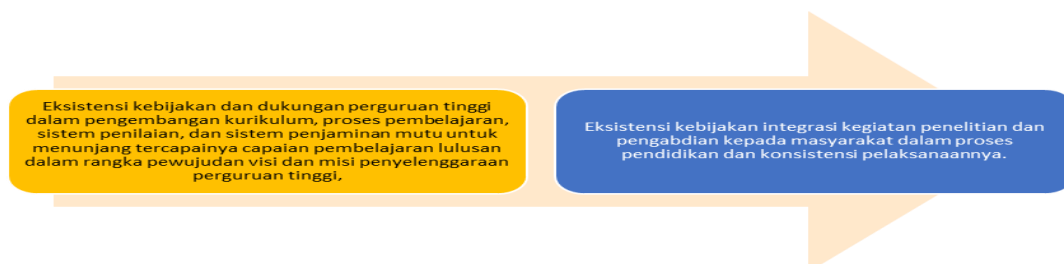 Eksistensi kebijakan dan dukungan perguruan tinggi
dalam pengembangan kurikulum, proses pembelajaran,
sistem penilaian, dan sistem penjaminan mutu untuk
menunjang tercapainya capaian pembelajaran lulusan
dalam rangka pewujudan visi dan misi penyelenggaraan
perguruan tinggi,
Eksistensi kebijakan integrasi kegiatan penelitian dan
pengabdian kepada masyarakat dalam proses
pendidikan dan konsistensi pelaksanaannya.